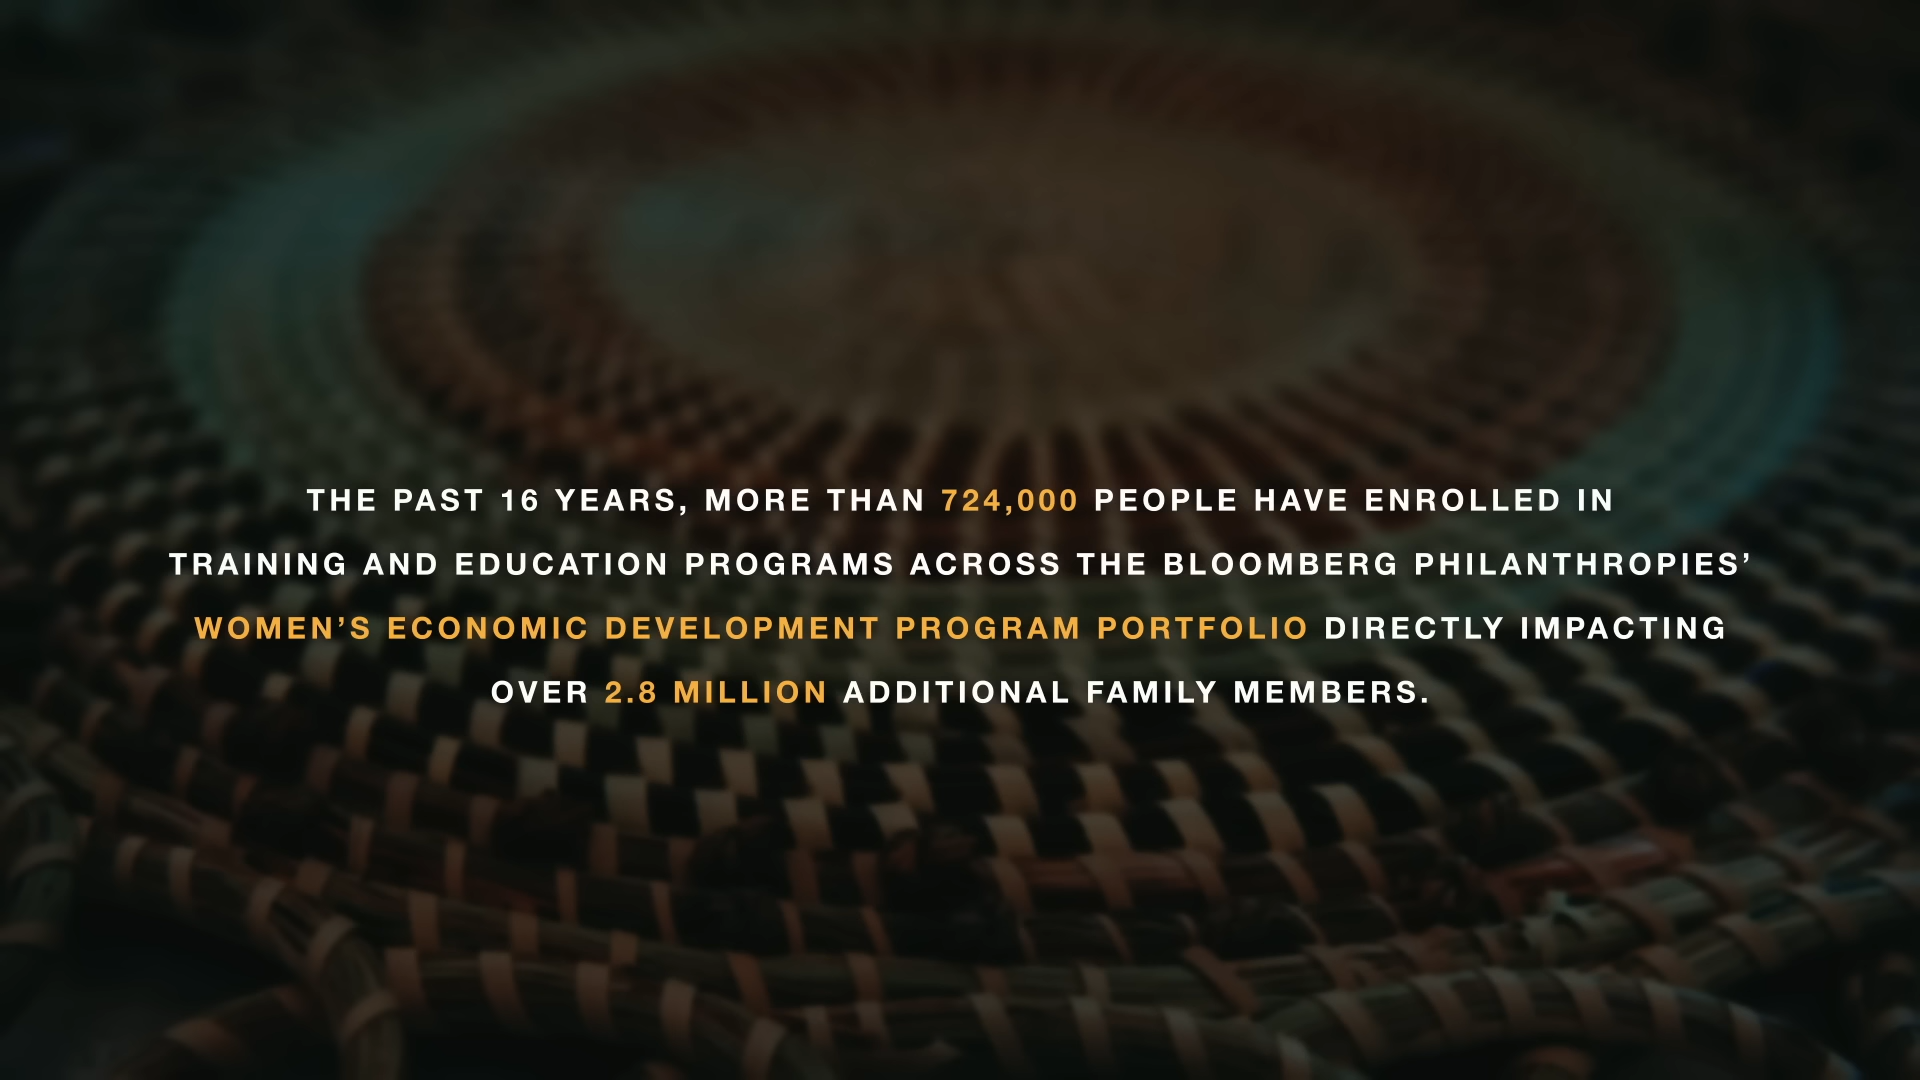 THE PAST 16 YEARS, MORE THAN 724,000 PEOPLE HAVE ENROLLED IN
TRAINING AND EDUCATION PROGRAMS ACROSS THE BLOOMBERG PHILANTHROPIES’
WOMEN’S ECONOMIC DEVELOPMENT PROGRAM PORTFOLIO DIRECTLY IMPACTING
OVER 2.8 MILLION ADDITIONAL FAMILY MEMBERS.